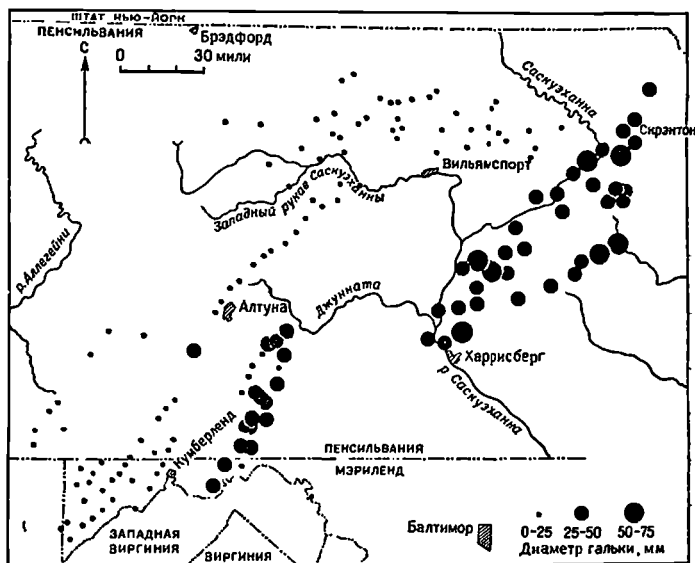 ШТАТ НЬЮ-ЙОРК
ПЕНСИЛЬВАНИЯ
Брэдфорд
С
0 30
мили
Саскуэханна
Скрэнтон
Вильямспорт
Западный рукав Саскуэханны
р. Аллегейни
Джунната
Алтуна
Харрисберг
р Саскуэханна
Кумберленд
ПЕНСИЛЬВАНИЯ
МЭРИЛЕНД
ЗАПАДНАЯ
ВИРГИНИЯ
ВИРГИНИЯ
Балтимор
0-25 25-50 50-75
Диаметр гальки, мм